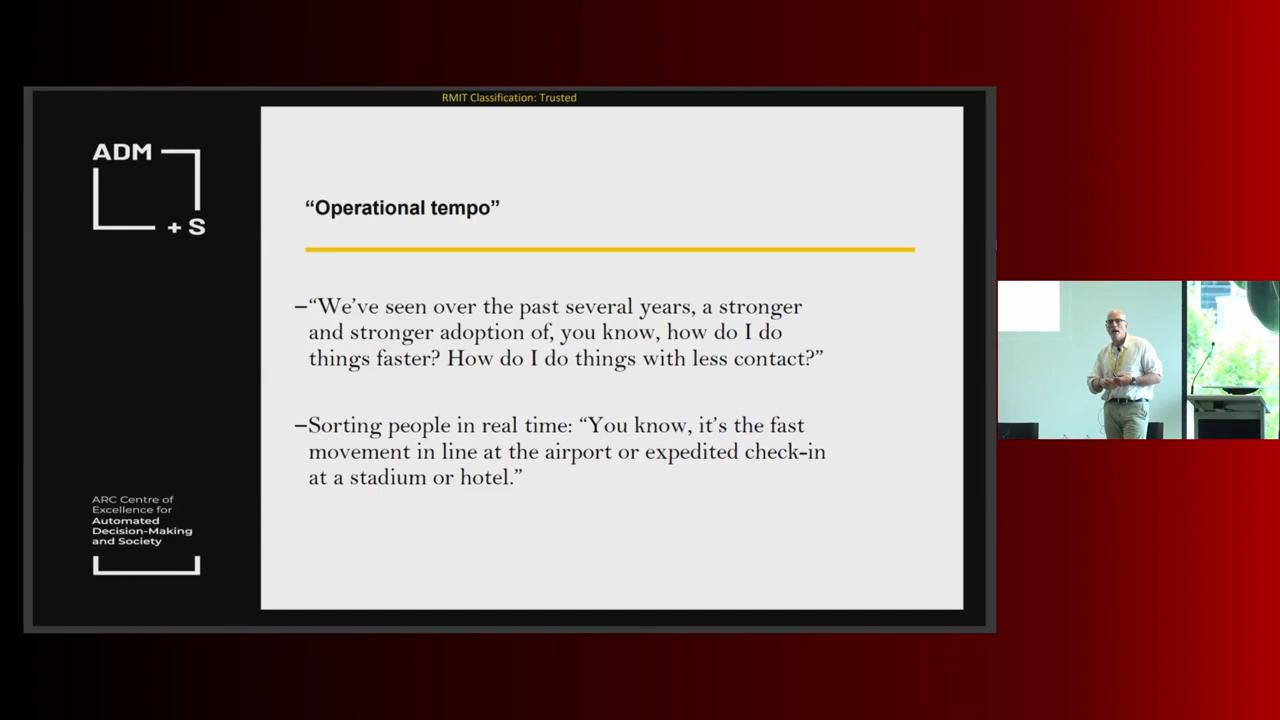 RMIT Classification: Trusted
ADM
+ S
“Operational tempo”
–“We’ve seen over the past several years, a stronger
and stronger adoption of, you know, how do I do
things faster? How do I do things with less contact?”
–Sorting people in real time: “You know, it’s the fast
movement in line at the airport or expedited check-in
at a stadium or hotel.”
ARC Centre of
Excellence for
Automated
Decision-Making
and Society